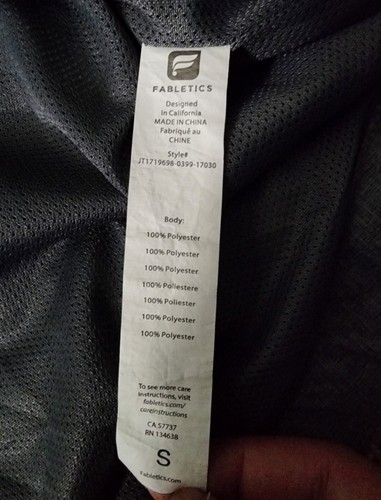 FABLETICS
Designed
In California
MADE IN CHINA
Fabriqué au
CHINE
Style#
JT1719698-0399-17030
Body:
100% Polyester
100% Polyester
100% Polyester
100% Poliestere
100% Poliester
100% Polyester
100% Polyester
To see more care
instructions, visit
fabletics.com/
careinstructions
CA 57737
RN 134638
S
Fabletics.com